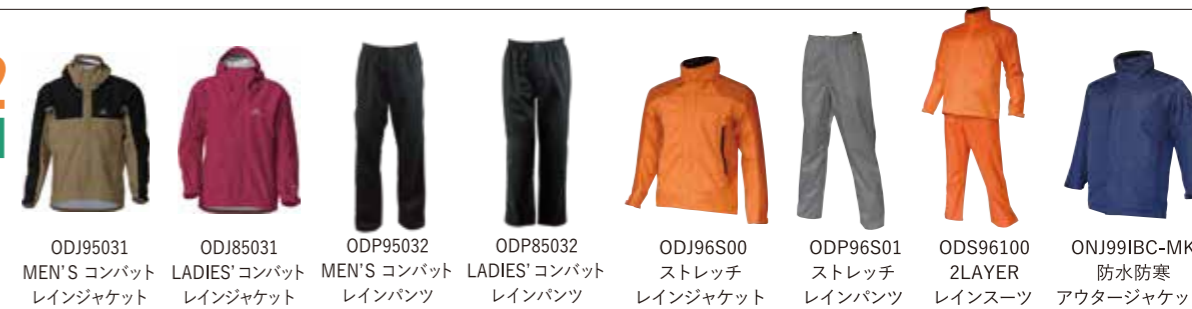 ODJ95031
MEN'S コンバット
レインジャケット
ODJ85031
LADIES' コンバット
レインジャケット
ODP95032
MEN'S コンバット
レインパンツ
ODP85032
LADIES' コンバット
レインパンツ
ODJ96S00
ストレッチ
レインジャケット
ODP96S01
ストレッチ
レインパンツ
ODS96100
2LAYER
レインスーツ
ONJ99IBC-MK
防水防寒
アウタージャケッ